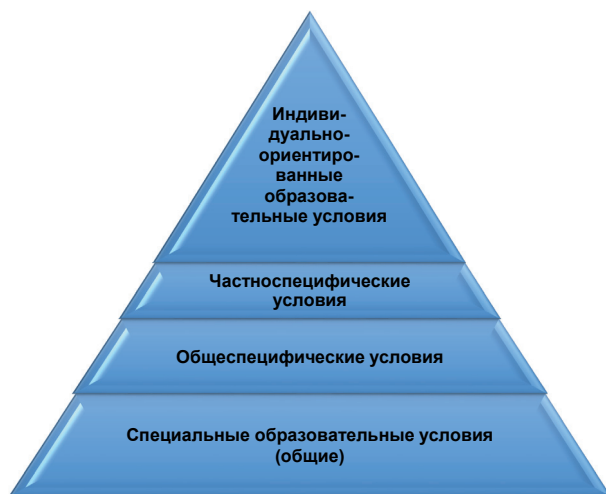 Индиви-
дуально-
ориентиро-
ванные
образова-
тельные условия
Частноспецифические
условия
Общеспецифические условия
Специальные образовательные условия
(общие)